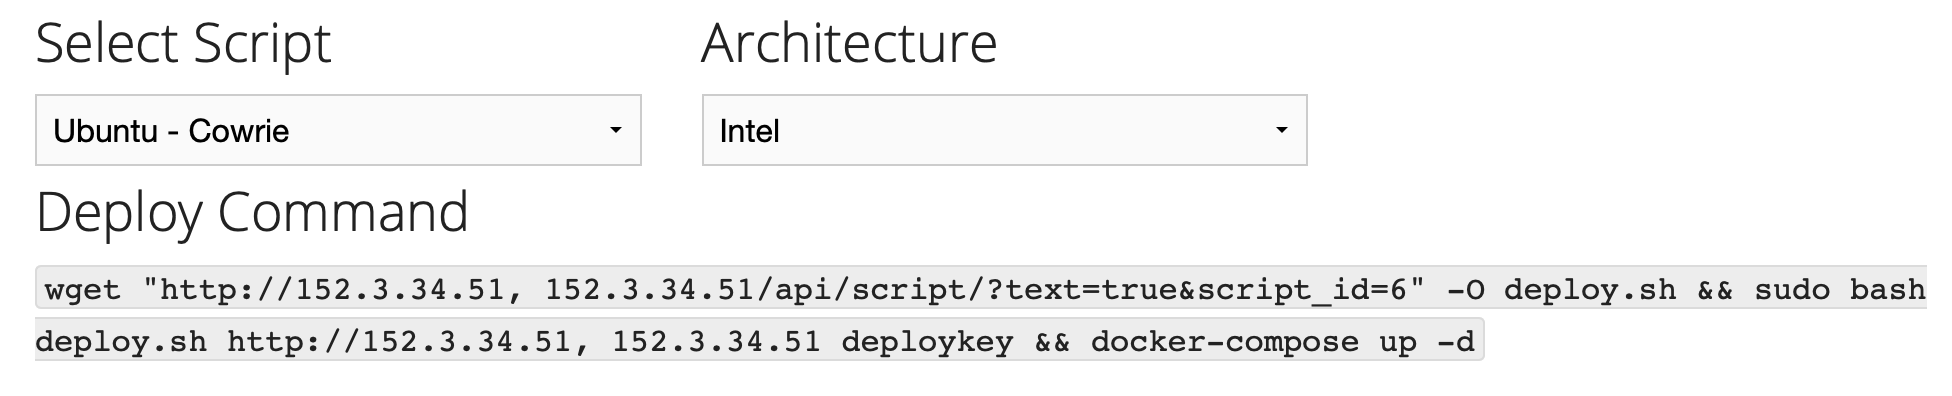 Select Script
Architecture
Ubuntu - Cowrie
Intel
Deploy Command
wget "http://152.3.34.51, 152.3.34.51/api/script/?text=true&script_id=6" -O deploy.sh && sudo bash
deploy.sh http://152.3.34.51, 152.3.34.51 deploykey && docker-compose up -d